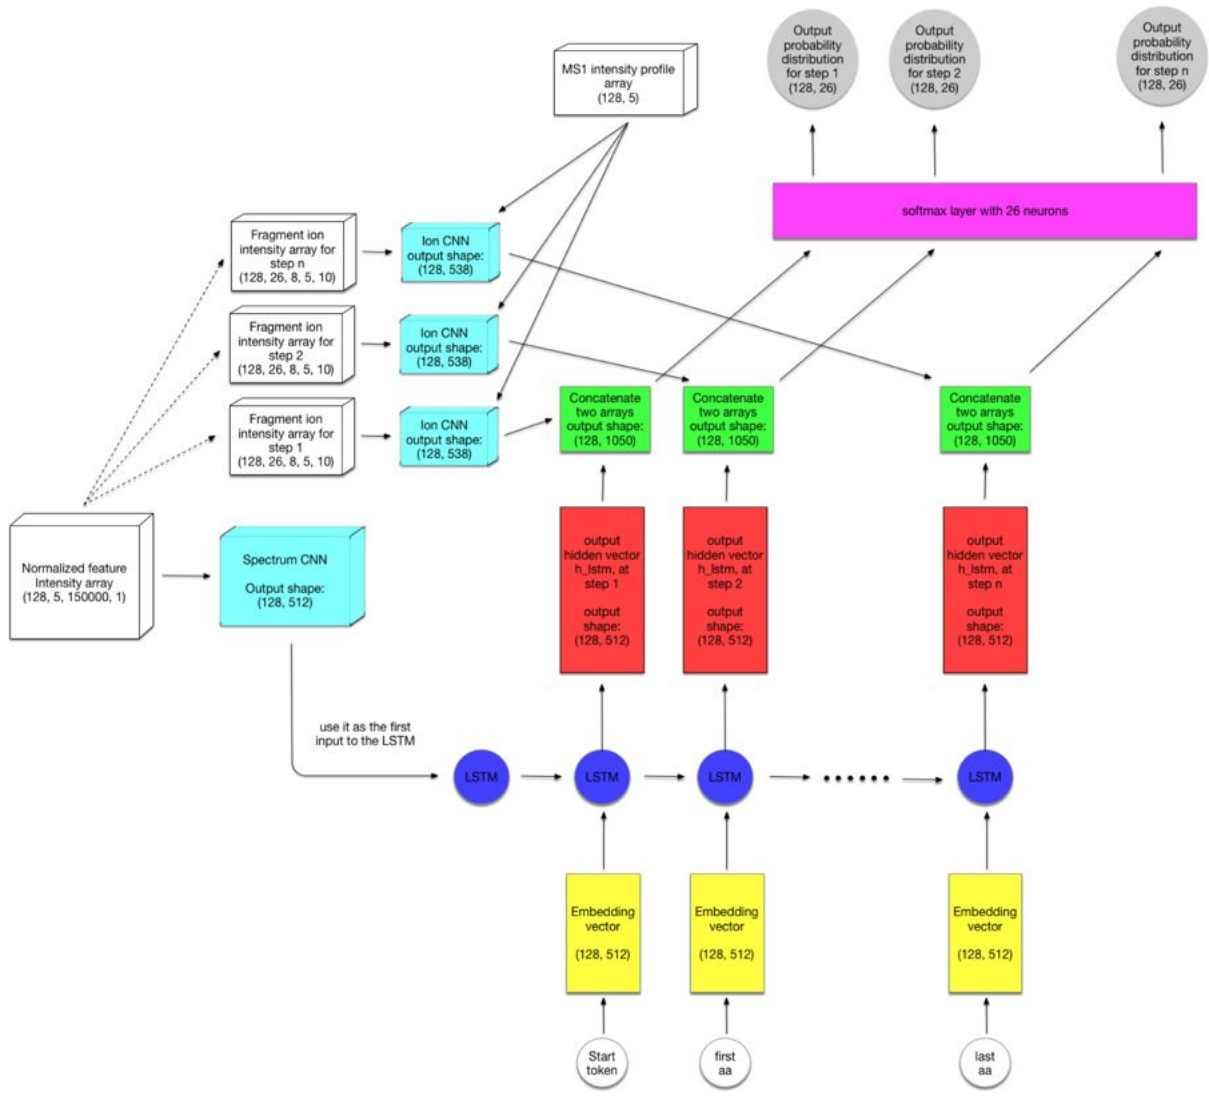 Output
probability
distribution
for step 1
(128, 26)
Output
probability
distribution
for step 2
(128, 26)
Output
probability
distribution
for step n
(128, 26)
MS1 intensity profile
array
(128, 5)
softmax layer with 26 neurons
Fragment ion
intensity array for
step n
(128, 26, 8, 5, 10)
Ion CNN
output shape:
(128, 538)
Fragment ion
intensity array for
step 2
(128, 26, 8, 5, 10)
Ion CNN
output shape:
(128, 538)
Fragment ion
intensity array for
step 1
(128, 26, 8, 5, 10)
Ion CNN
output shape:
(128, 538)
Concatenate
two arrays
output shape:
(128, 1050)
Concatenate
two arrays
output shape:
(128, 1050)
Concatenate
two arrays
output shape:
(128, 1050)
Normalized feature
Intensity array
(128, 5, 150000, 1)
Spectrum CNN
Output shape:
(128, 512)
output
hidden vector
h_lstm, at
step 1
output
shape:
(128, 512)
output
hidden vector
h_lstm, at
step 2
output
shape:
(128, 512)
output
hidden vector
h_lstm, at
step n
output
shape:
(128, 512)
use it as the first
input to the LSTM
LSTM
LSTM
LSTM
LSTM
Embedding
vector
(128, 512)
Embedding
vector
(128, 512)
Embedding
vector
(128, 512)
Start
token
first
aa
last
aa